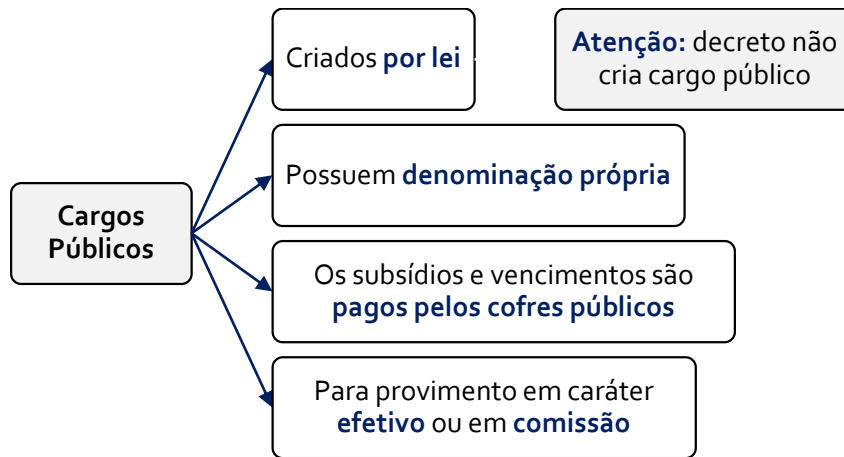 Criados por lei
Atenção: decreto não
cria cargo público
Possuem denominação própria
Cargos
Públicos
Os subsídios e vencimentos são
pagos pelos cofres públicos
Para provimento em caráter
efetivo ou em comissão